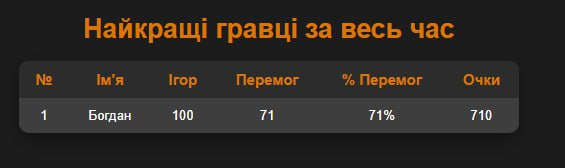 Найкращі гравці за весь час
№ Ім'я Ігор Перемог % Перемог Очки
1 Богдан 100 71 71% 710